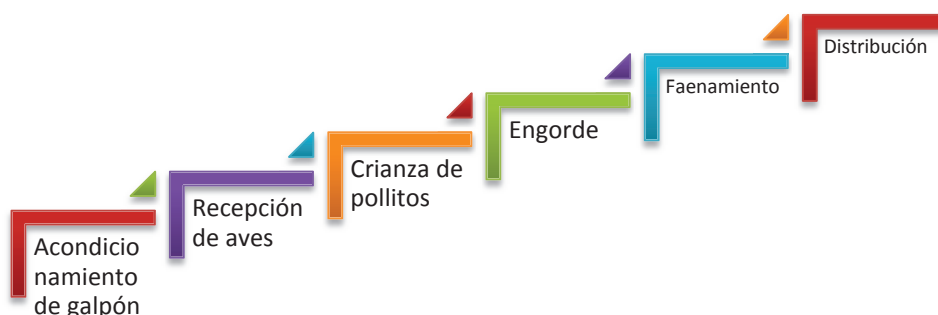 Acondicio
namiento
de galpón
Recepción
de aves
Crianza de
pollitos
Engorde
Faenamiento
Distribución